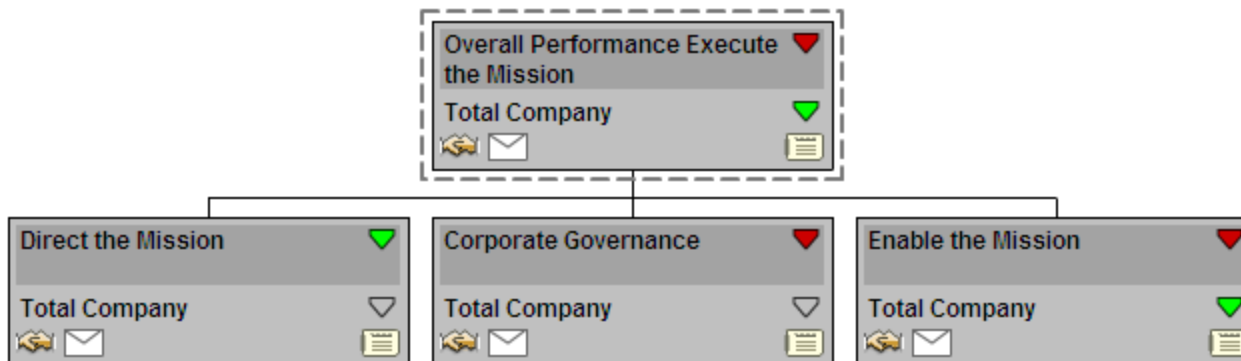 Overall Performance Execute
the Mission
Total Company
Direct the Mission
Total Company
Corporate Governance
Total Company
Enable the Mission
Total Company